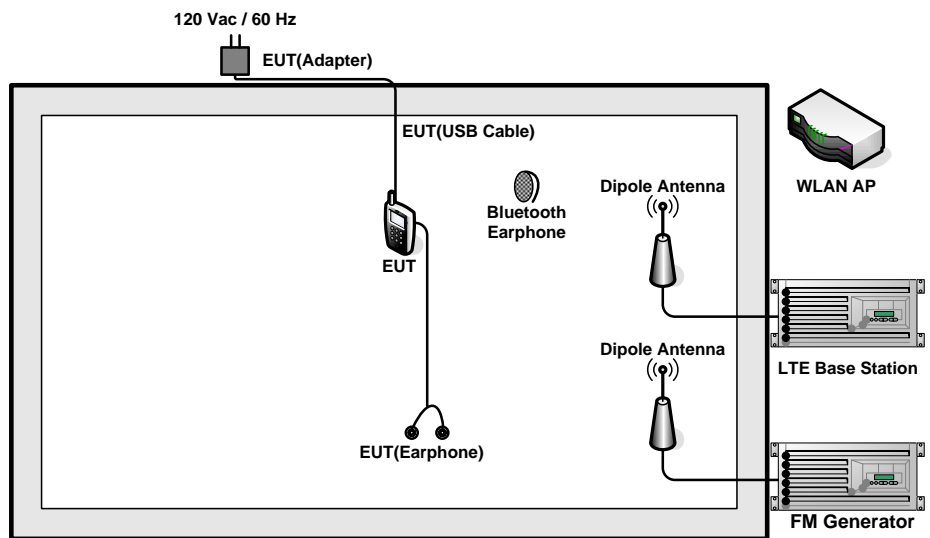 120 Vac / 60 Hz
EUT(Adapter)
EUT(USB Cable)
WLAN AP
Dipole Antenna
Bluetooth
Earphone
EUT
LTE Base Station
Dipole Antenna
EUT(Earphone)
FM Generator